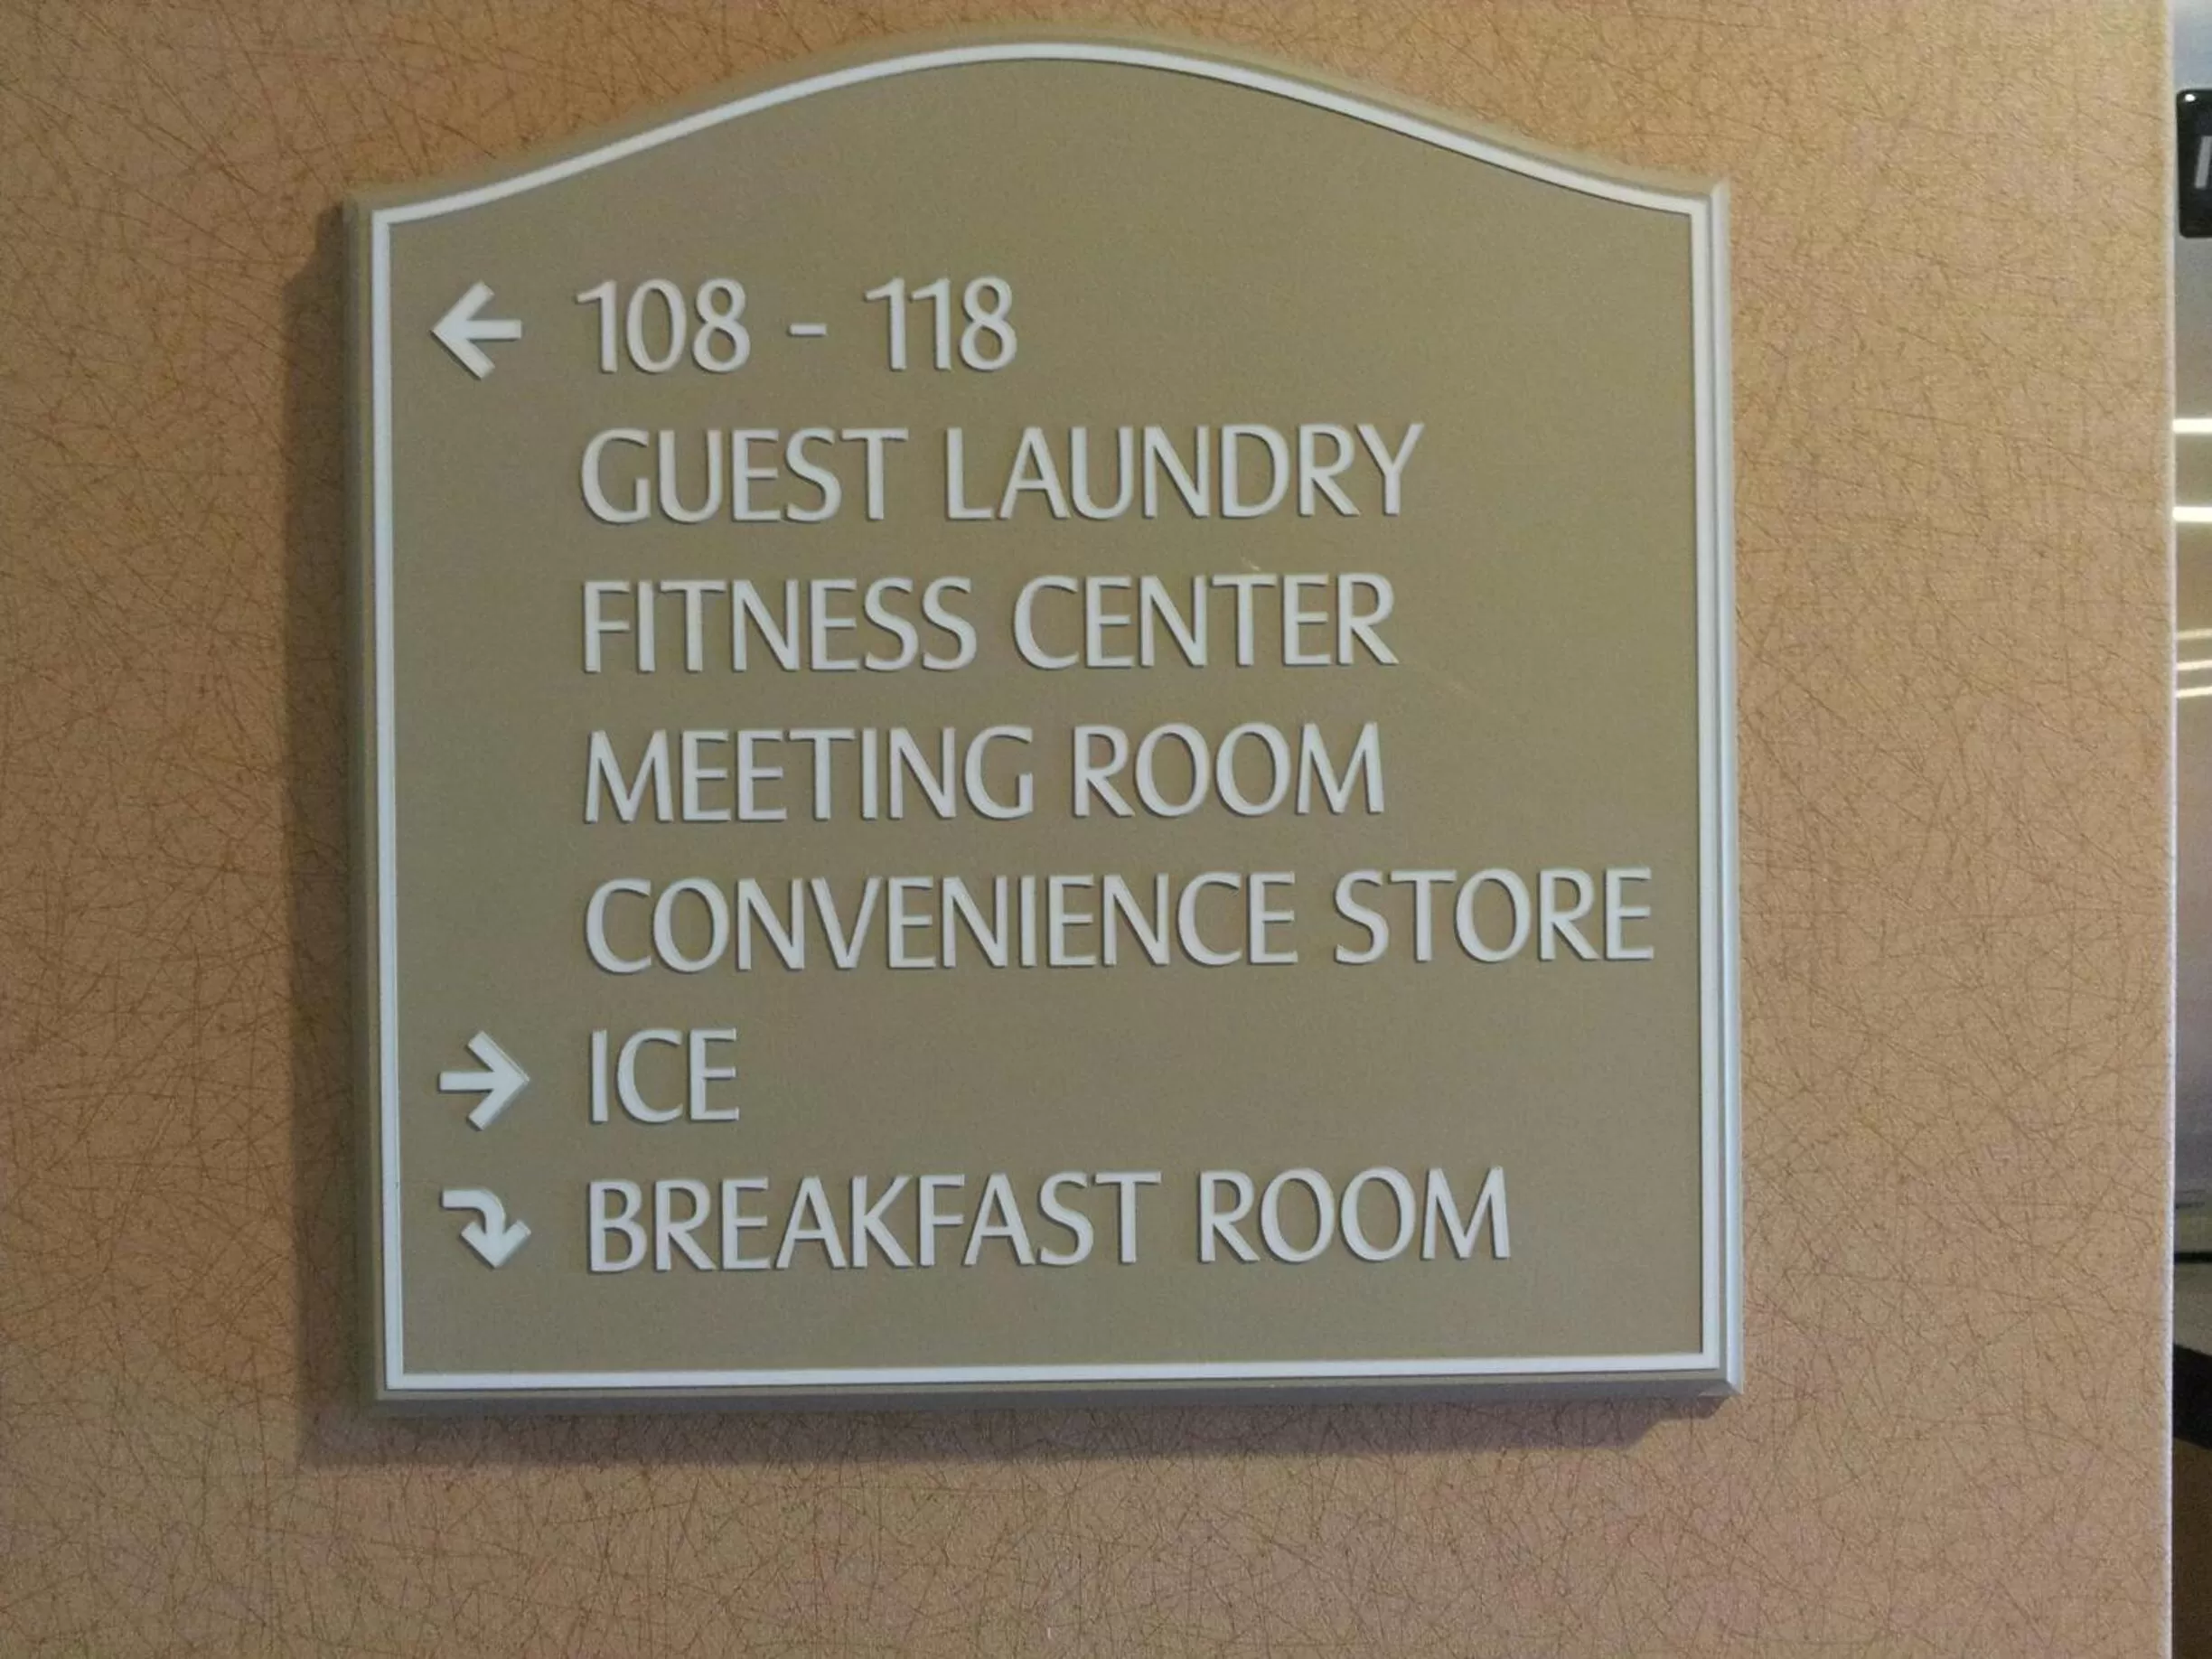 ← 108 - 118
GUEST LAUNDRY
FITNESS CENTER
MEETING ROOM
CONVENIENCE STORE
→ ICE
⤵ BREAKFAST ROOM